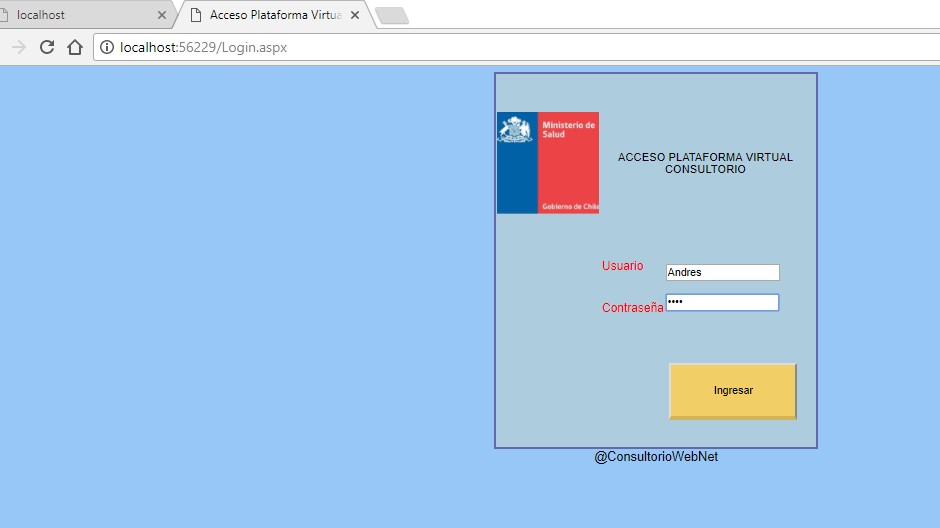 localhost
Acceso Plataforma Virtua
localhost:56229/Login.aspx
Ministerio de
Salud
Gobierno de Chile
ACCESO PLATAFORMA VIRTUAL
CONSULTORIO
Usuario
Andres
Contraseña
••••
Ingresar
@ConsultorioWebNet